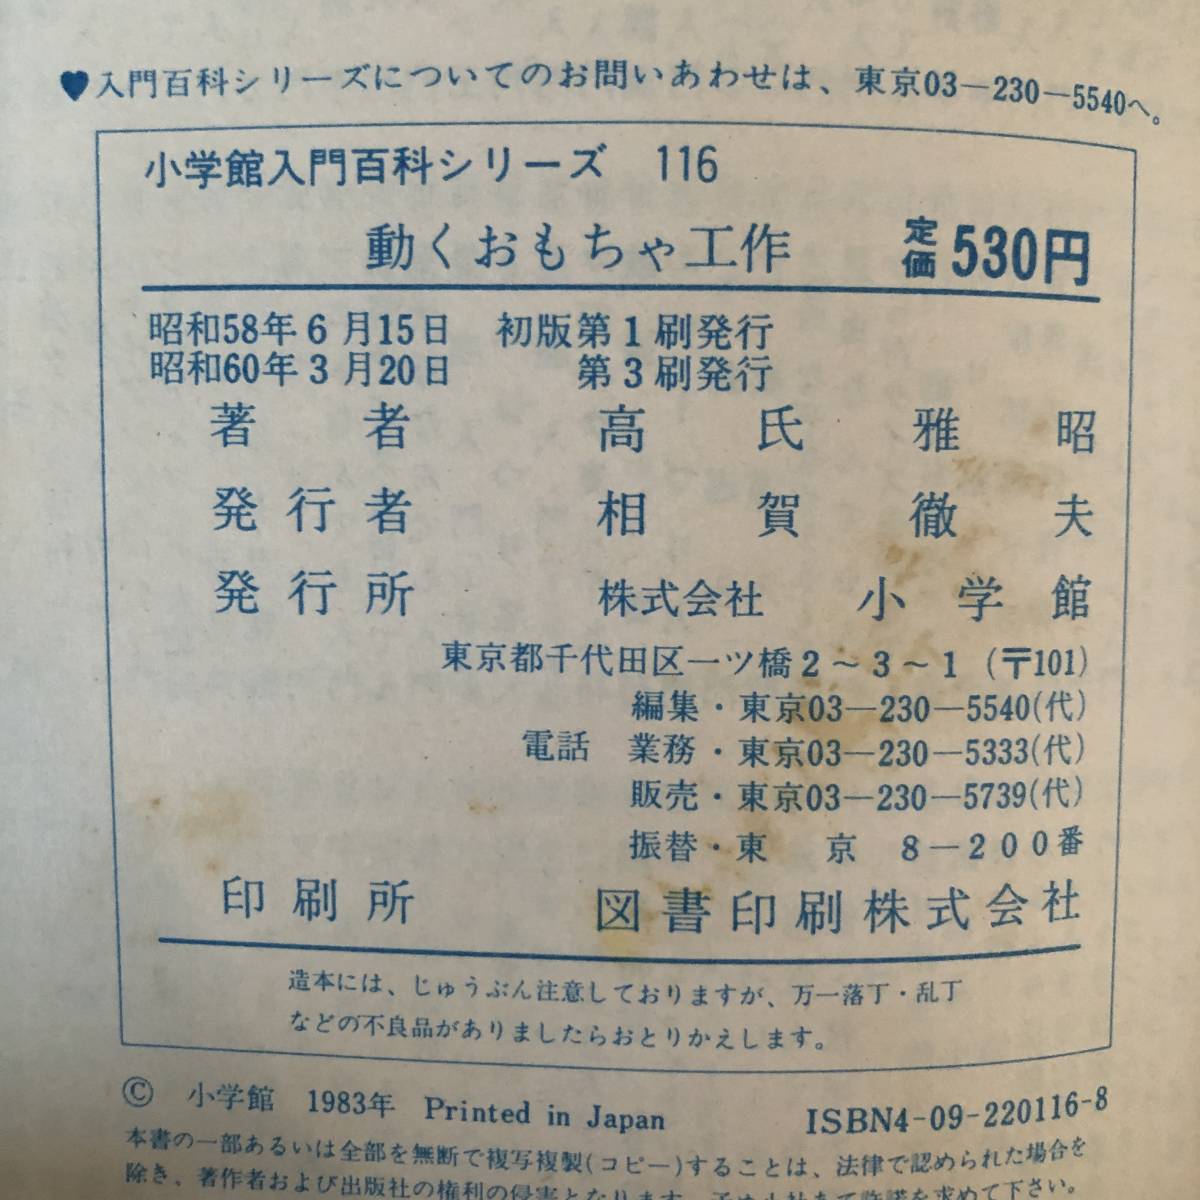 ♥入門百科シリーズについてのお問いあわせは、東京03—230—5540へ。
小学館入門百科シリーズ 116
動くおもちゃ工作 定価 530円
昭和58年6月15日 初版第1刷発行
昭和60年3月20日 第3刷発行
著者 高氏雅昭
発行者 相賀徹夫
発行所 株式会社 小学館
東京都千代田区一ツ橋2～3～1（〒101）
編集・東京03—230—5540(代)
電話 業務・東京03—230—5333(代)
販売・東京03—230—5739(代)
振替・東京 8—200番
印刷所 図書印刷株式会社
造本には、じゅうぶん注意しておりますが、万一落丁・乱丁
などの不良品がありましたらおとりかえします。
© 小学館 1983年 Printed in Japan ISBN4-09-220116-8
本書の一部あるいは全部を無断で複写複製(コピー)することは、法律で認められた場合を
除き、著作者および出版社の権利の侵害となります。予め小社あて許諾を求めて下さい。